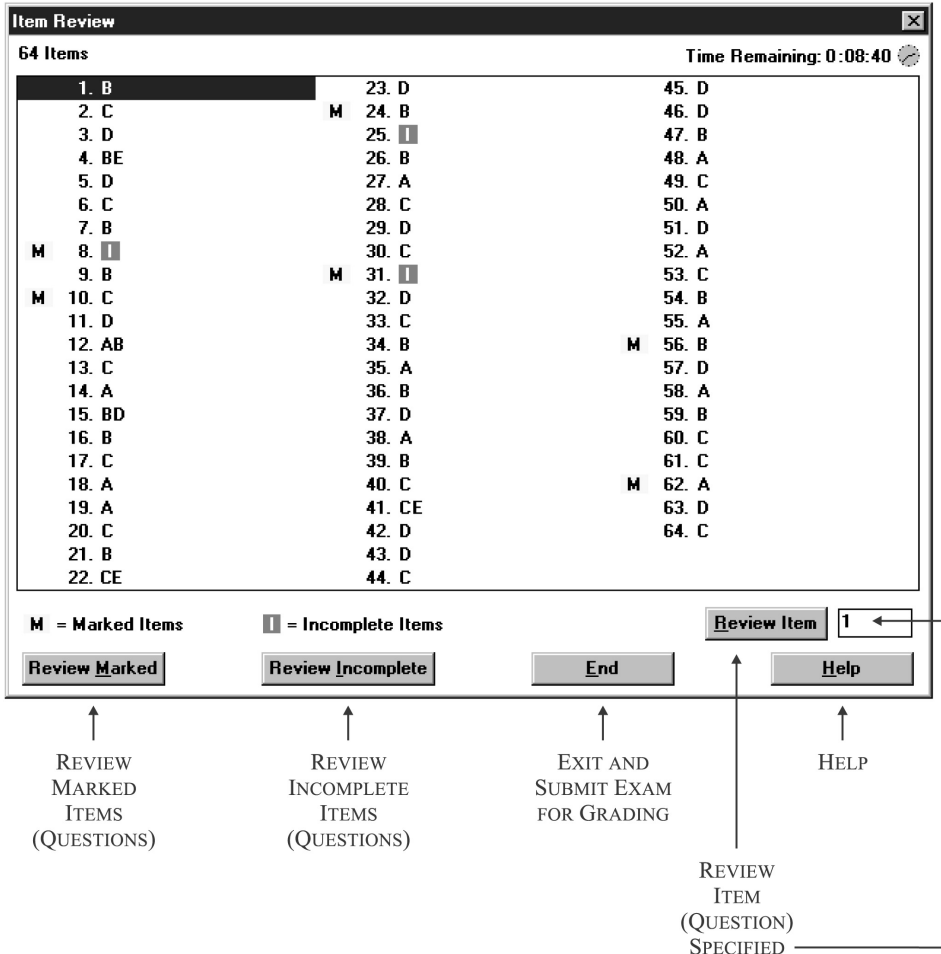 Item Review
64 Items
Time Remaining: 0:08:40
1. B
2. C
3. D
4. BE
5. D
6. C
7. B
M 8. I
9. B
M 10. C
11. D
12. AB
13. C
14. A
15. BD
16. B
17. C
18. A
19. A
20. C
21. B
22. CE
23. D
M 24. B
25. I
26. B
27. A
28. C
29. D
30. C
M 31. I
32. D
33. C
34. B
35. A
36. B
37. D
38. A
39. B
40. C
41. CE
42. D
43. D
44. C
45. D
46. D
47. B
48. A
49. C
50. A
51. D
52. A
53. C
54. B
55. A
M 56. B
57. D
58. A
59. B
60. C
61. C
M 62. A
63. D
64. C
M = Marked Items
I = Incomplete Items
Review Item
1
Review Marked
Review Incomplete
End
Help
REVIEW
MARKED
ITEMS
(QUESTIONS)
REVIEW
INCOMPLETE
ITEMS
(QUESTIONS)
EXIT AND
SUBMIT EXAM
FOR GRADING
HELP
REVIEW
ITEM
(QUESTION)
SPECIFIED